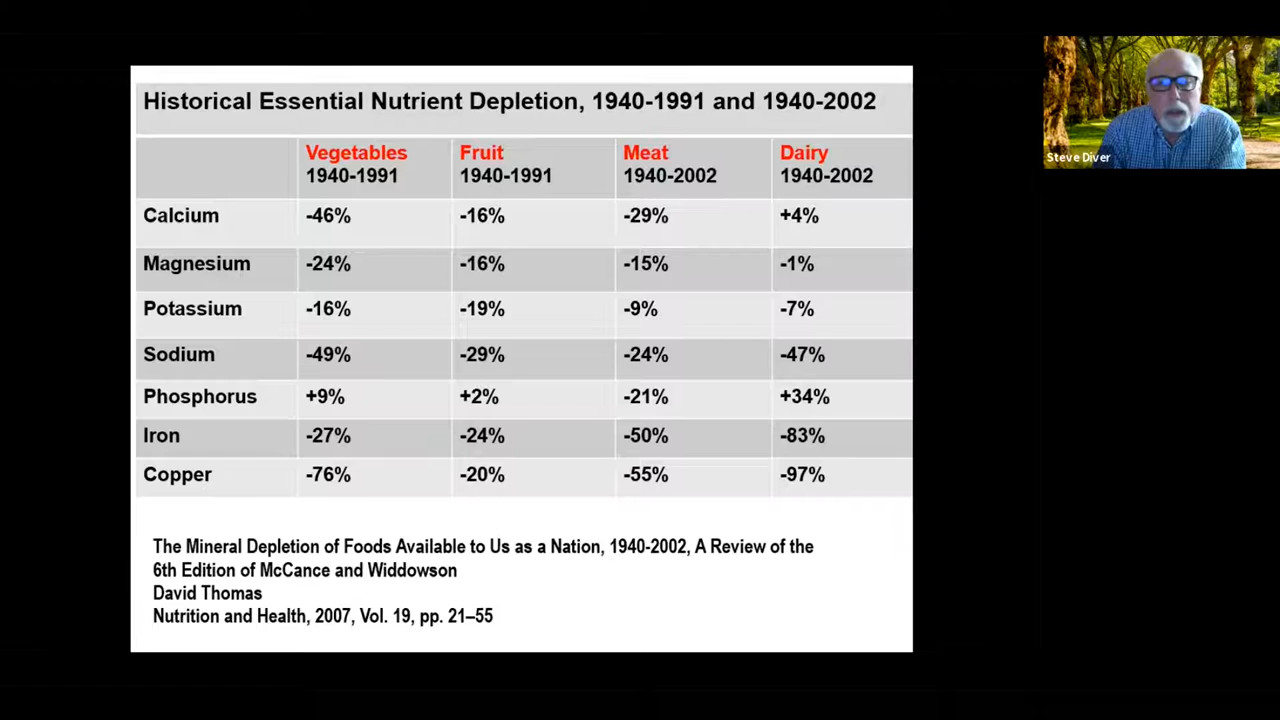 Historical Essential Nutrient Depletion, 1940-1991 and 1940-2002
Vegetables Fruit Meat Dairy
1940-1991 1940-1991 1940-2002 1940-2002
Calcium -46% -16% -29% +4%
Magnesium -24% -16% -15% -1%
Potassium -16% -19% -9% -7%
Sodium -49% -29% -24% -47%
Phosphorus +9% +2% -21% +34%
Iron -27% -24% -50% -83%
Copper -76% -20% -55% -97%
The Mineral Depletion of Foods Available to Us as a Nation, 1940-2002, A Review of the
6th Edition of McCance and Widdowson
David Thomas
Nutrition and Health, 2007, Vol. 19, pp. 21–55
Steve Diver